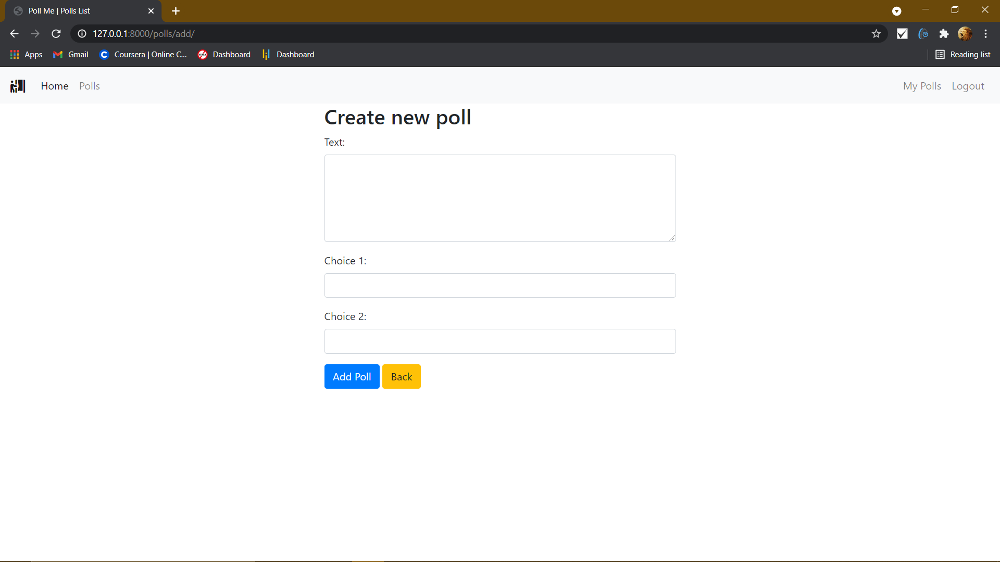 Poll Me | Polls List
127.0.0.1:8000/polls/add/
Apps Gmail Coursera | Online C... Dashboard Dashboard Reading list
Home Polls My Polls Logout
Create new poll
Text:
Choice 1:
Choice 2:
Add Poll Back